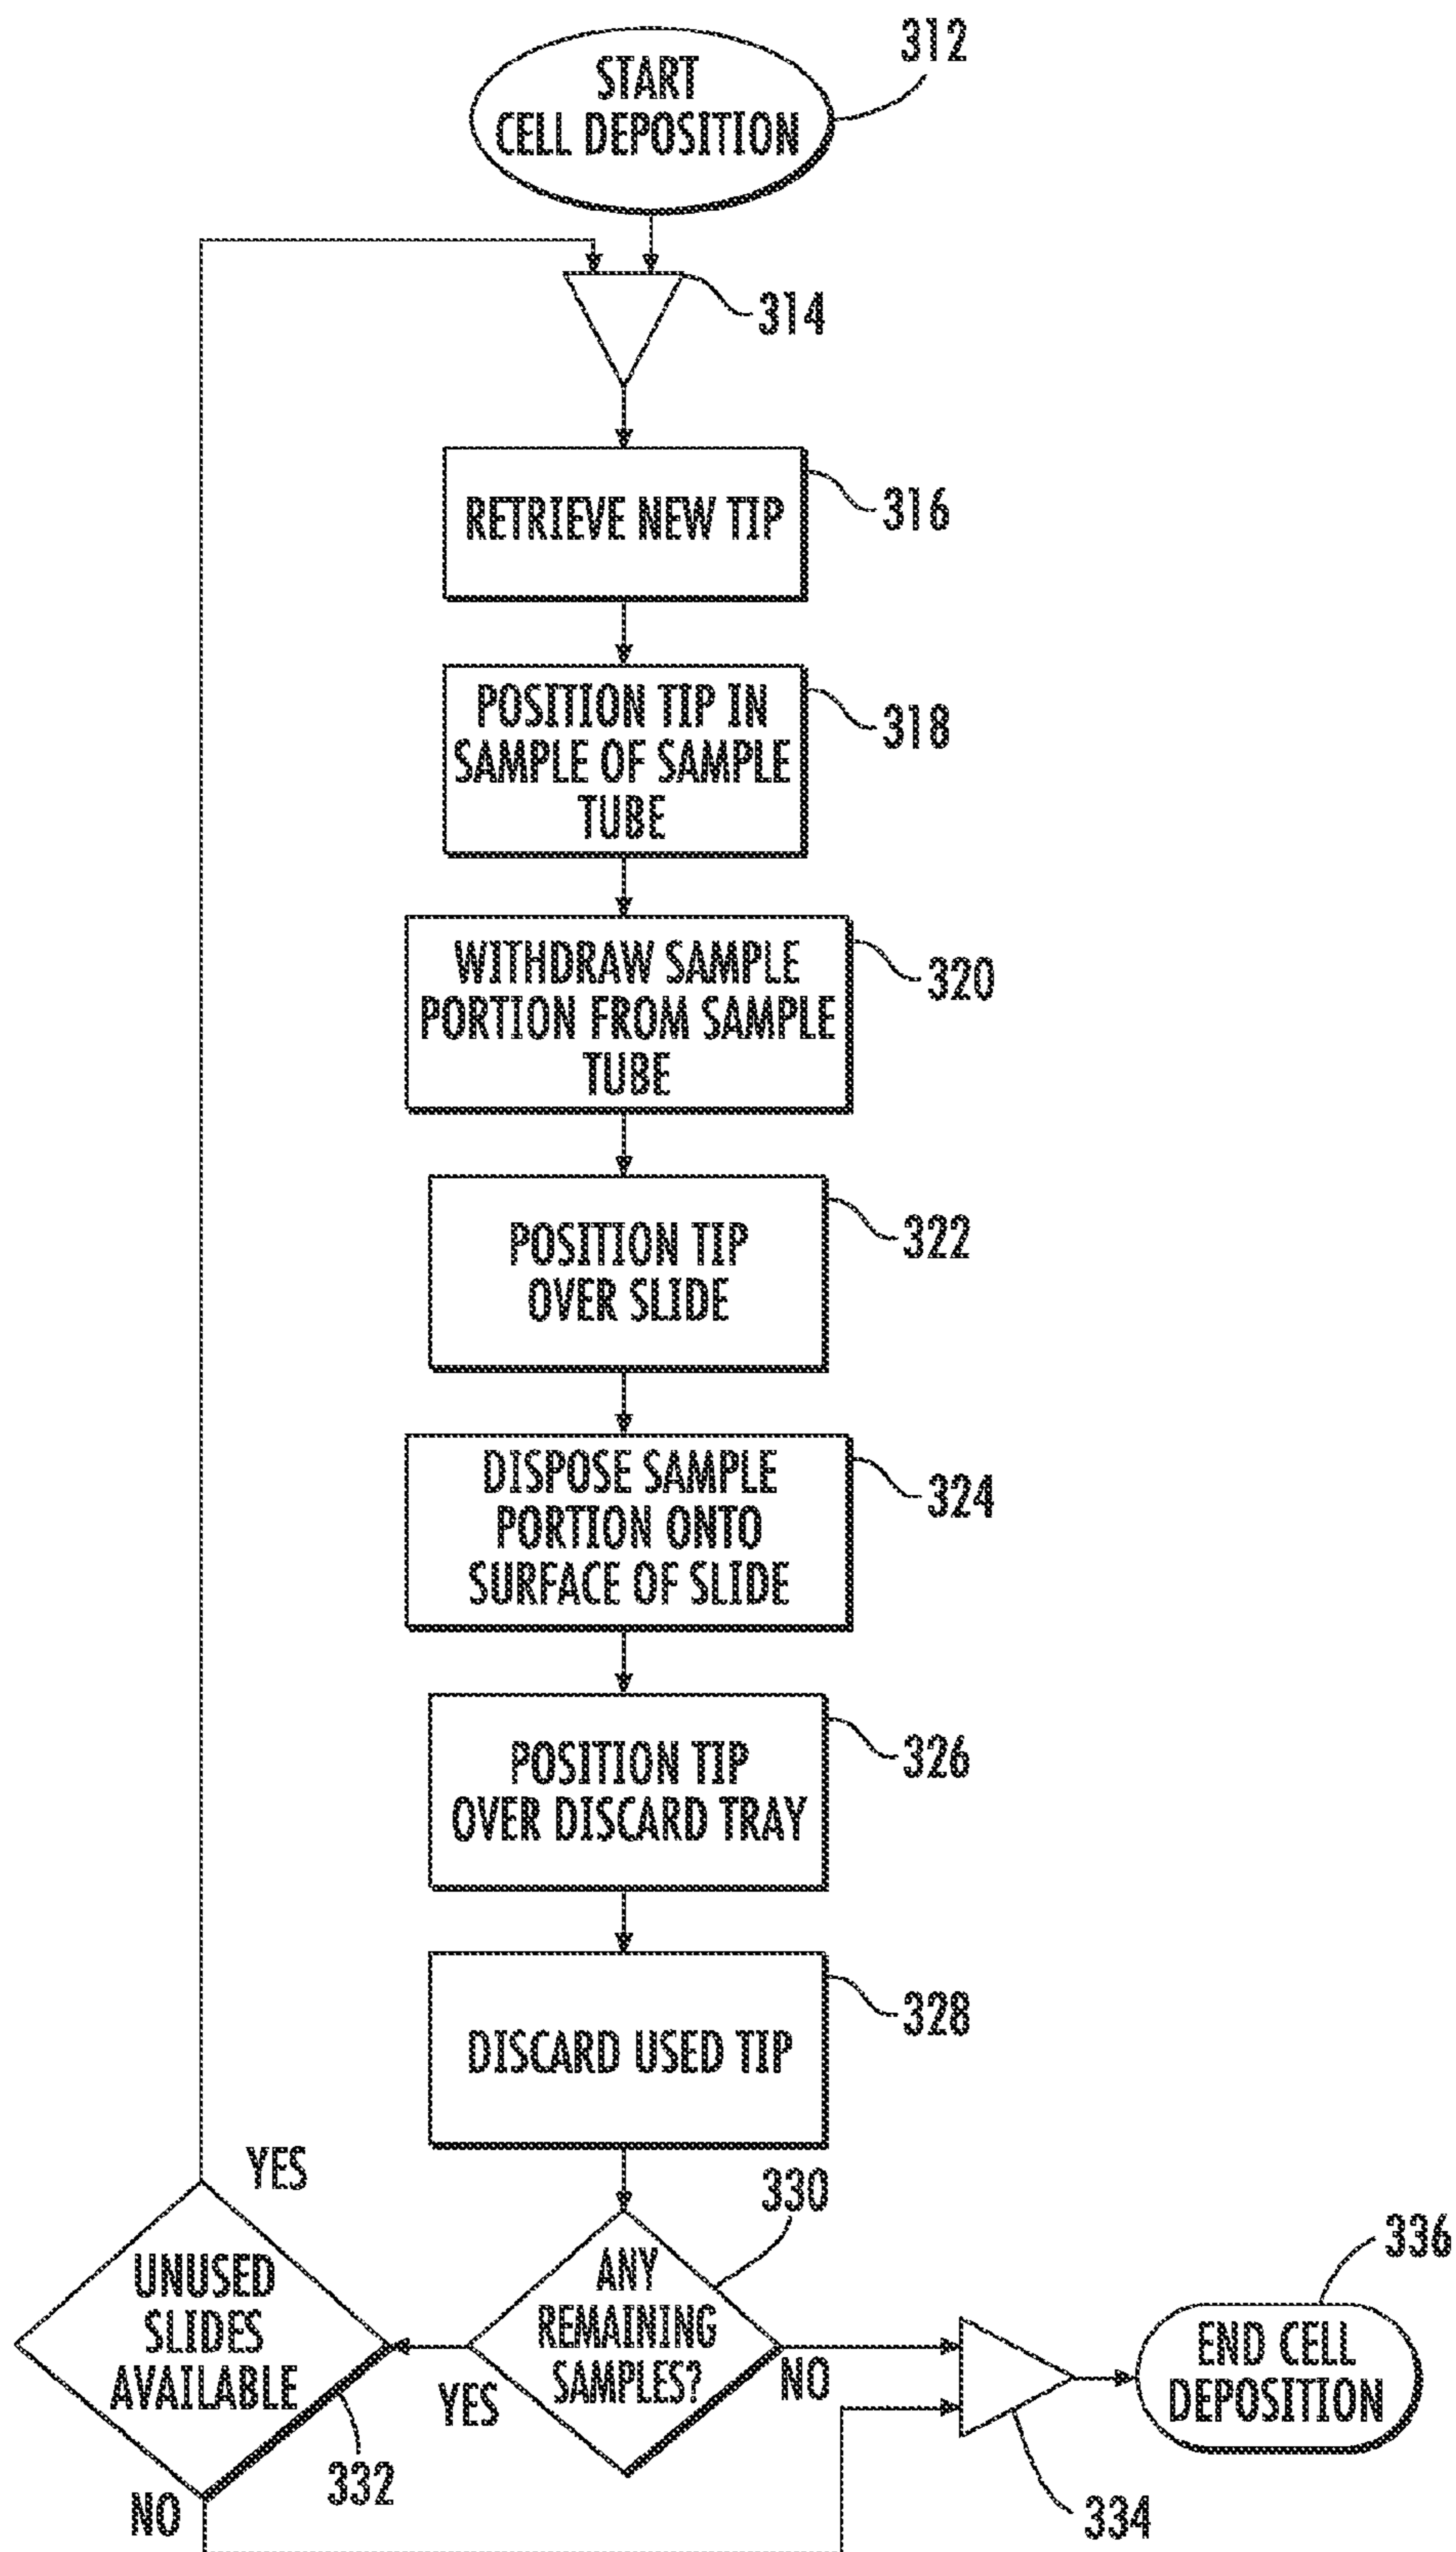 312
START
CELL DEPOSITION
314
RETRIEVE NEW TIP
316
POSITION TIP IN
SAMPLE OF SAMPLE
TUBE
318
WITHDRAW SAMPLE
PORTION FROM SAMPLE
TUBE
320
POSITION TIP
OVER SLIDE
322
DISPOSE SAMPLE
PORTION ONTO
SURFACE OF SLIDE
324
POSITION TIP
OVER DISCARD TRAY
326
DISCARD USED TIP
328
330
ANY
REMAINING
SAMPLES?
YES
NO
YES
UNUSED
SLIDES
AVAILABLE
332
NO
334
336
END CELL
DEPOSITION